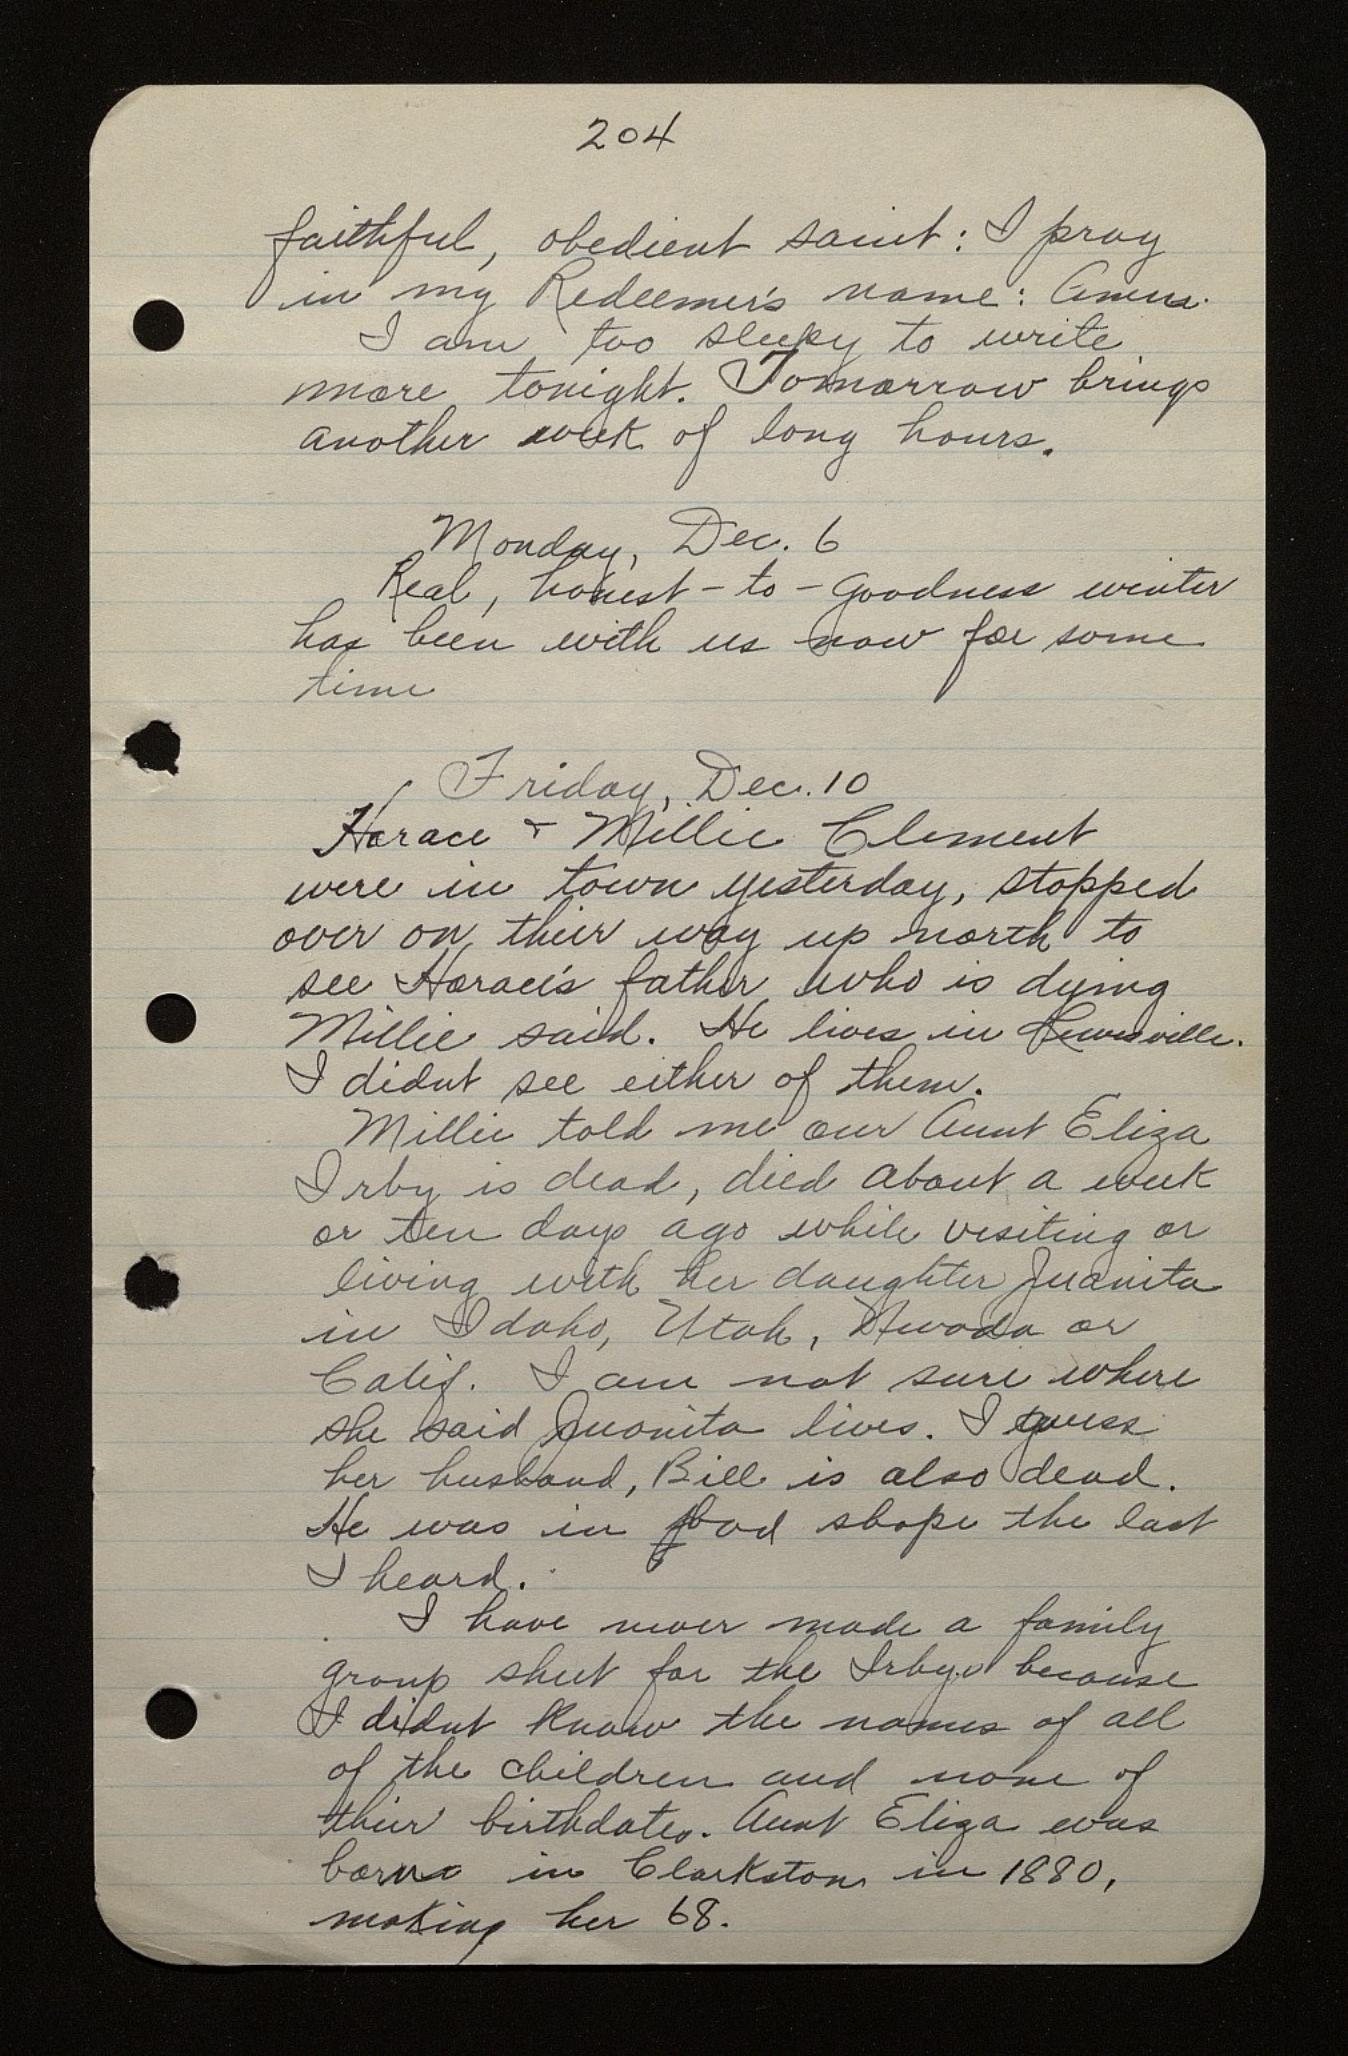 204
faithful, obedient saint: I pray
in my Redeemer's name: Amen.
I am too sleepy to write
more tonight. Tomorrow brings
another week of long hours.
Monday, Dec. 6
Real, honest-to-goodness winter
has been with us now for some
time
Friday, Dec. 10
Horace & Millie Clement
were in town yesterday, stopped
over on their way up north to
see Horace's father who is dying
Millie said. He lives in Lewisville.
I didnt see either of them.
Millie told me our Aunt Eliza
Irby is dead, died about a week
or ten days ago while visiting or
living with her daughter Juanita
in Idaho, Utah, Nevada or
Calif. I am not sure where
she said Juanita lives. I guess
her husband, Bill is also dead.
He was in bad shape the last
I heard.
I have never made a family
group sheet for the Irbys because
I didnt know the names of all
of the children and none of
their birthdates. Aunt Eliza was
born in Clarkston in 1880,
making her 68.